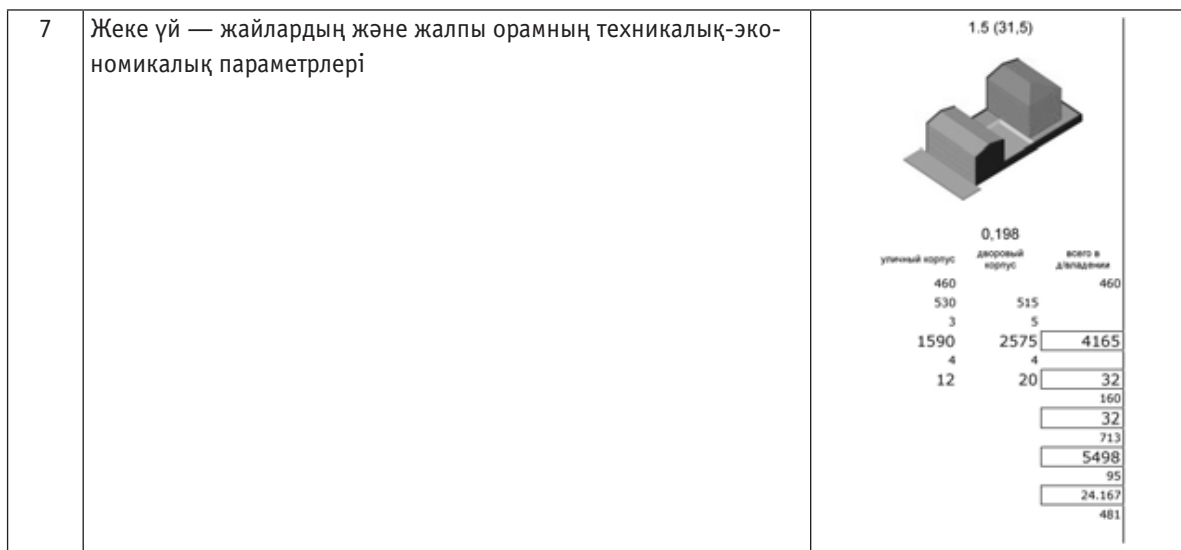 7
Жеке үй — жайлардың және жалпы орамның техникалық-эко-
номикалық параметрлері
1.5 (31,5)
0,198
уличный корпус дворовый корпус всего в д/владении
460 460
530 515
3 5
1590 2575 4165
4 4
12 20 32
160
32
713
5498
95
24.167
481